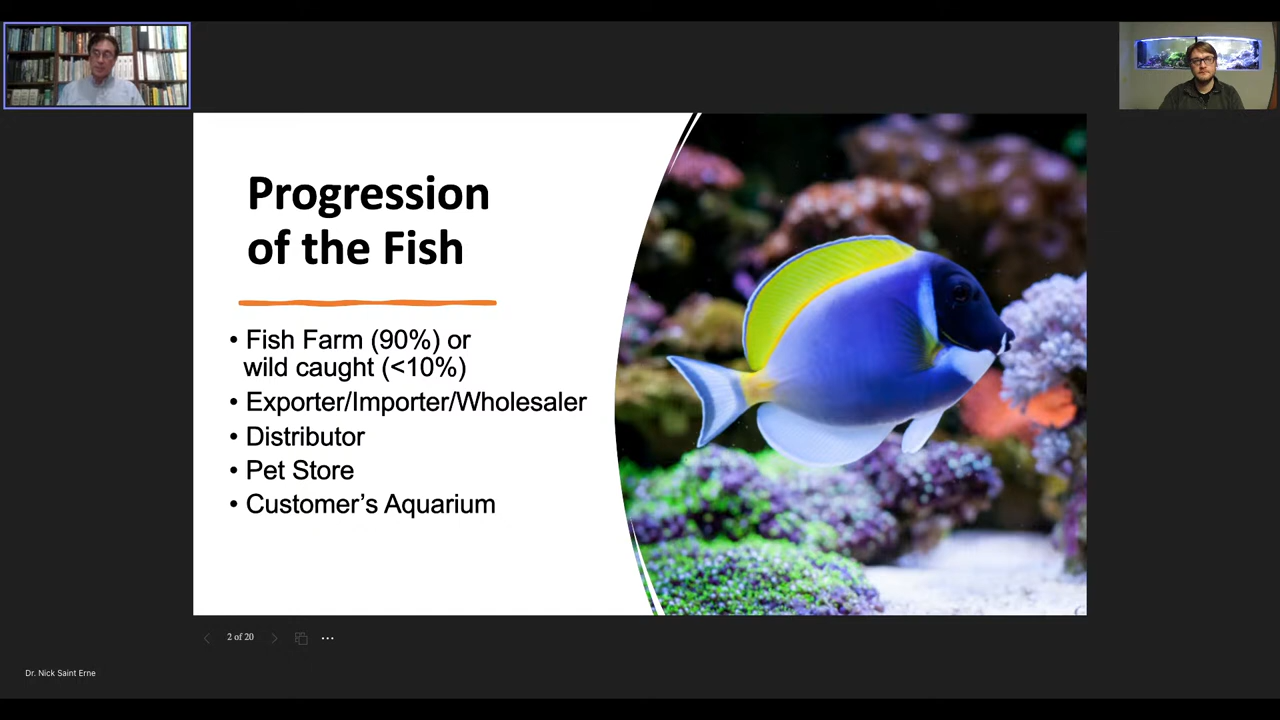 Progression
of the Fish
• Fish Farm (90%) or
wild caught (<10%)
• Exporter/Importer/Wholesaler
• Distributor
• Pet Store
• Customer’s Aquarium
2 of 20
Dr. Nick Saint Erne